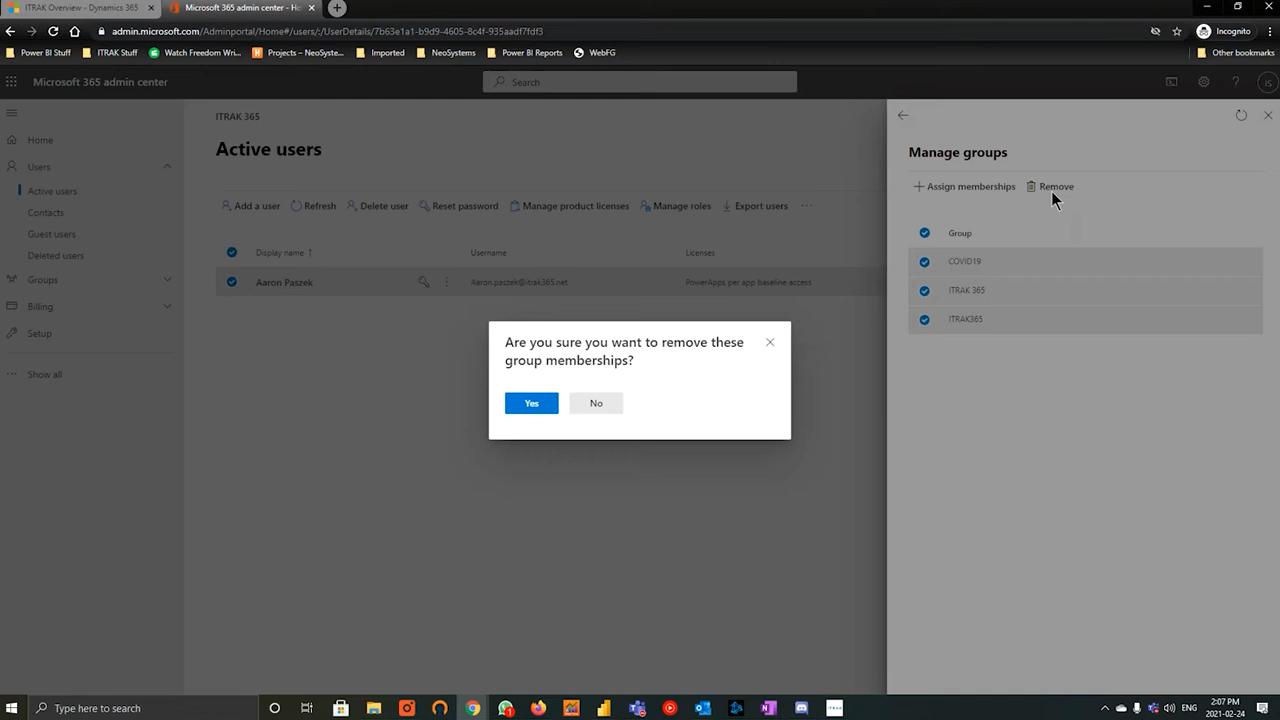 ITRAK Overview - Dynamics 365
Microsoft 365 admin center - Ho
admin.microsoft.com/Adminportal/Home#/users/:/UserDetails/7b63e1a1-b9d9-4605-8c4f-935aadf7fdf3
Incognito
Power BI Stuff
ITRAK Stuff
Watch Freedom Wri...
Projects – NeoSyste...
Imported
NeoSystems
Power BI Reports
WebFG
Other bookmarks
Microsoft 365 admin center
Search
IS
Home
Users
Active users
Contacts
Guest users
Deleted users
Groups
Billing
Setup
Show all
ITRAK 365
Active users
Add a user
Refresh
Delete user
Reset password
Manage product licenses
Manage roles
Export users
Display name ↑
Username
Licenses
Aaron Paszek
Aaron.paszek@itrak365.net
PowerApps per app baseline access
Are you sure you want to remove these
group memberships?
Yes
No
Manage groups
Assign memberships
Remove
Group
COVID19
ITRAK 365
ITRAK365
Type here to search
ENG
2:07 PM
2021-02-24